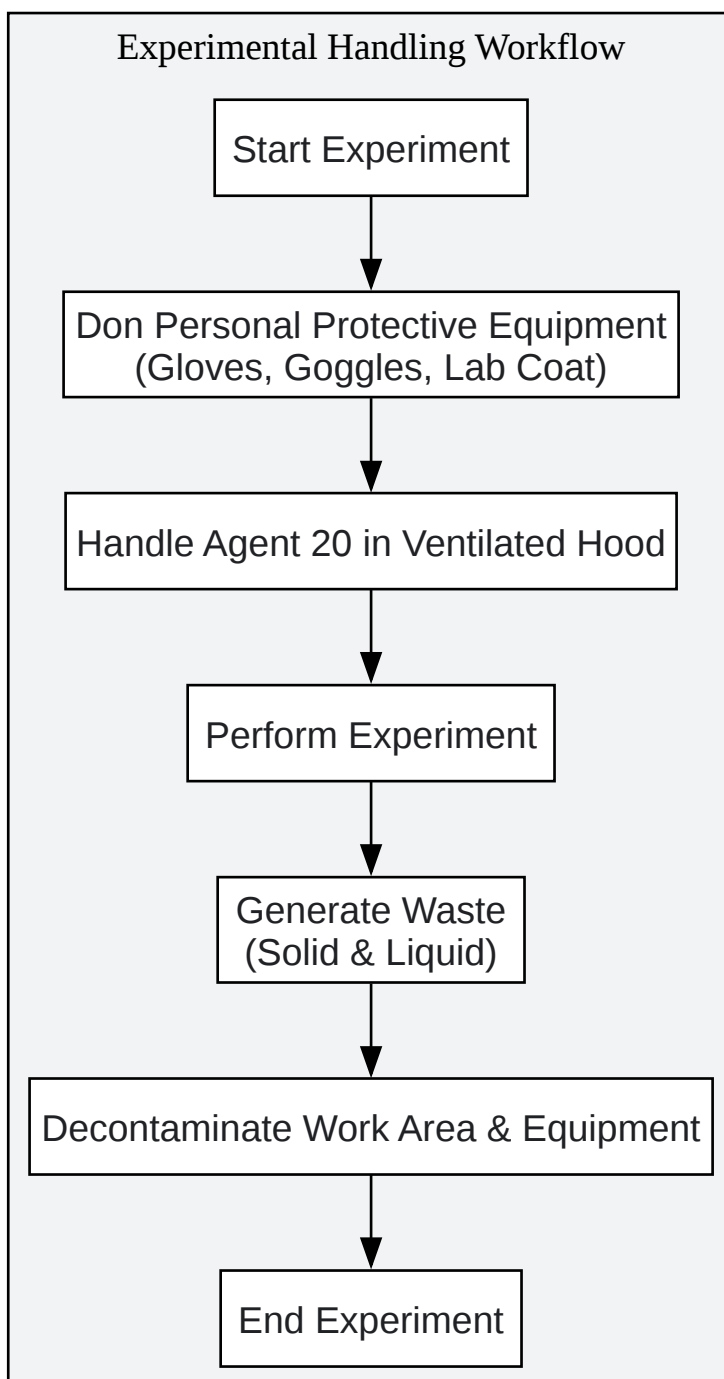 Experimental Handling Workflow
Start Experiment
Don Personal Protective Equipment
(Gloves, Goggles, Lab Coat)
Handle Agent 20 in Ventilated Hood
Perform Experiment
Generate Waste
(Solid & Liquid)
Decontaminate Work Area & Equipment
End Experiment